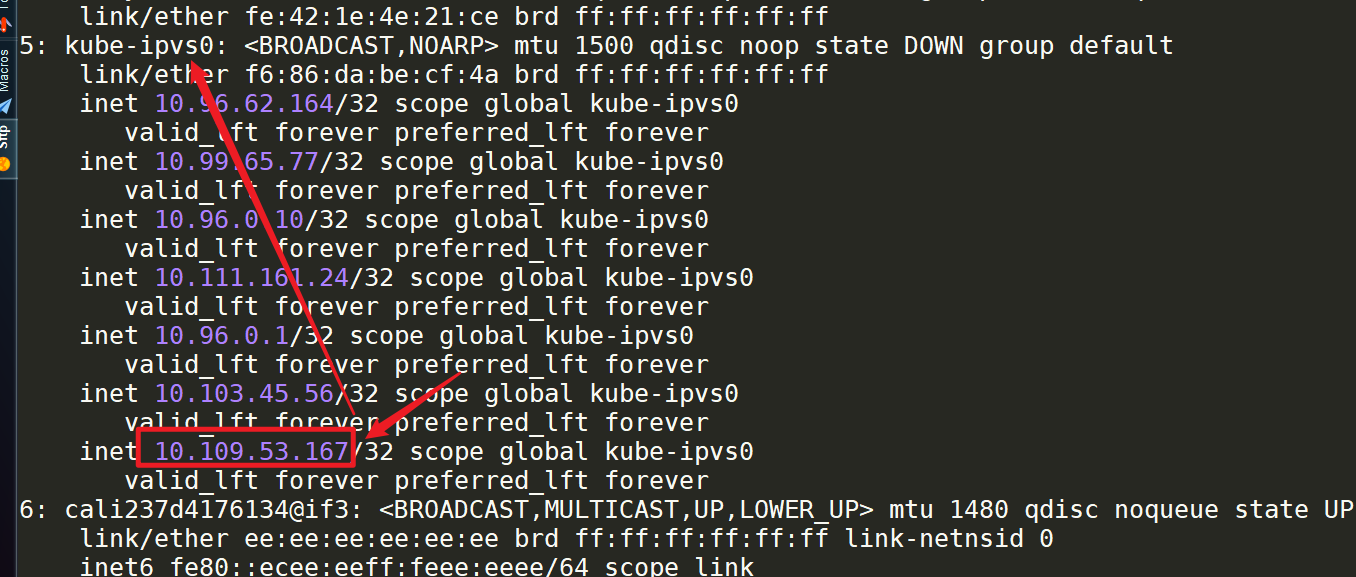 link/ether fe:42:1e:4e:21:ce brd ff:ff:ff:ff:ff:ff
5: kube-ipvs0: <BROADCAST,NOARP> mtu 1500 qdisc noop state DOWN group default
link/ether f6:86:da:be:cf:4a brd ff:ff:ff:ff:ff:ff
inet 10.96.62.164/32 scope global kube-ipvs0
valid_lft forever preferred_lft forever
inet 10.99.65.77/32 scope global kube-ipvs0
valid_lft forever preferred_lft forever
inet 10.96.0.10/32 scope global kube-ipvs0
valid_lft forever preferred_lft forever
inet 10.111.161.24/32 scope global kube-ipvs0
valid_lft forever preferred_lft forever
inet 10.96.0.1/32 scope global kube-ipvs0
valid_lft forever preferred_lft forever
inet 10.103.45.56/32 scope global kube-ipvs0
valid_lft forever preferred_lft forever
inet 10.109.53.167/32 scope global kube-ipvs0
valid_lft forever preferred_lft forever
6: cali237d4176134@if3: <BROADCAST,MULTICAST,UP,LOWER_UP> mtu 1480 qdisc noqueue state UP
link/ether ee:ee:ee:ee:ee:ee brd ff:ff:ff:ff:ff:ff link-netnsid 0
inet6 fe80::ecee:eeff:feee:eeee/64 scope link
Macros
Sftp